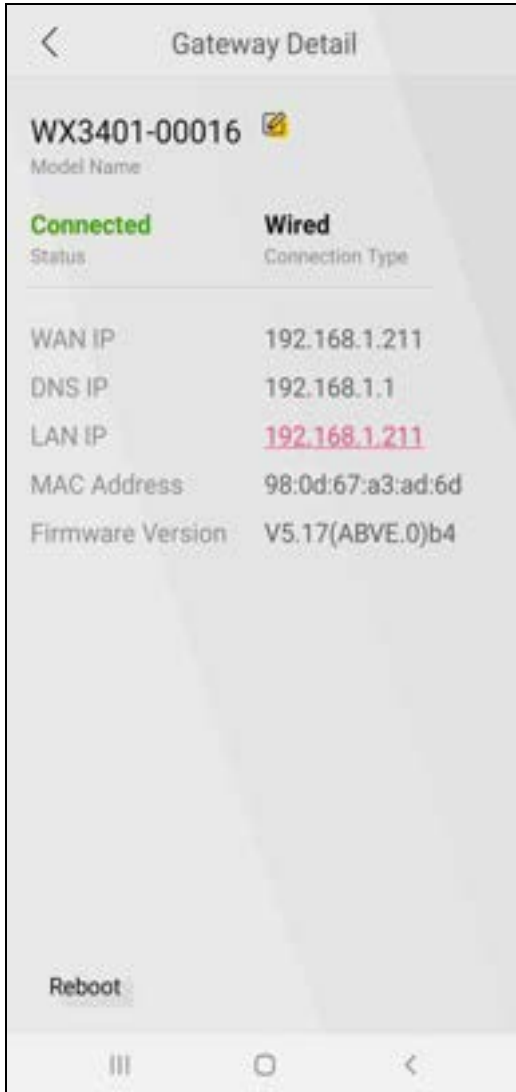 Gateway Detail
WX3401-00016
Model Name
Connected Wired
Status Connection Type
WAN IP 192.168.1.211
DNS IP 192.168.1.1
LAN IP 192.168.1.211
MAC Address 98:0d:67:a3:ad:6d
Firmware Version V5.17(ABVE.0)b4
Reboot